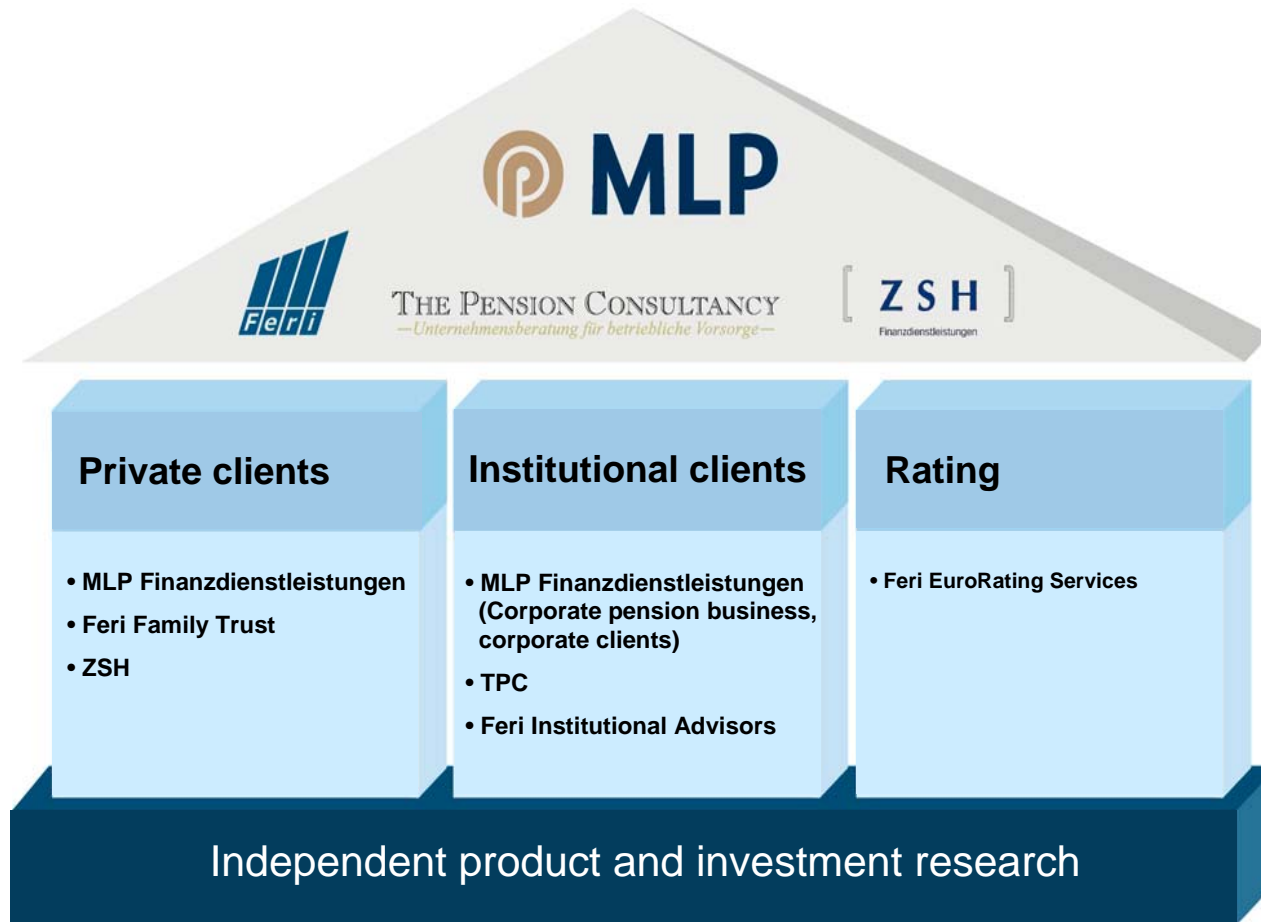 MLP
Feri
THE PENSION CONSULTANCY
—Unternehmensberatung für betriebliche Vorsorge—
[ Z S H ]
Finanzdienstleistungen
Private clients
• MLP Finanzdienstleistungen
• Feri Family Trust
• ZSH
Institutional clients
• MLP Finanzdienstleistungen
(Corporate pension business,
corporate clients)
• TPC
• Feri Institutional Advisors
Rating
• Feri EuroRating Services
Independent product and investment research